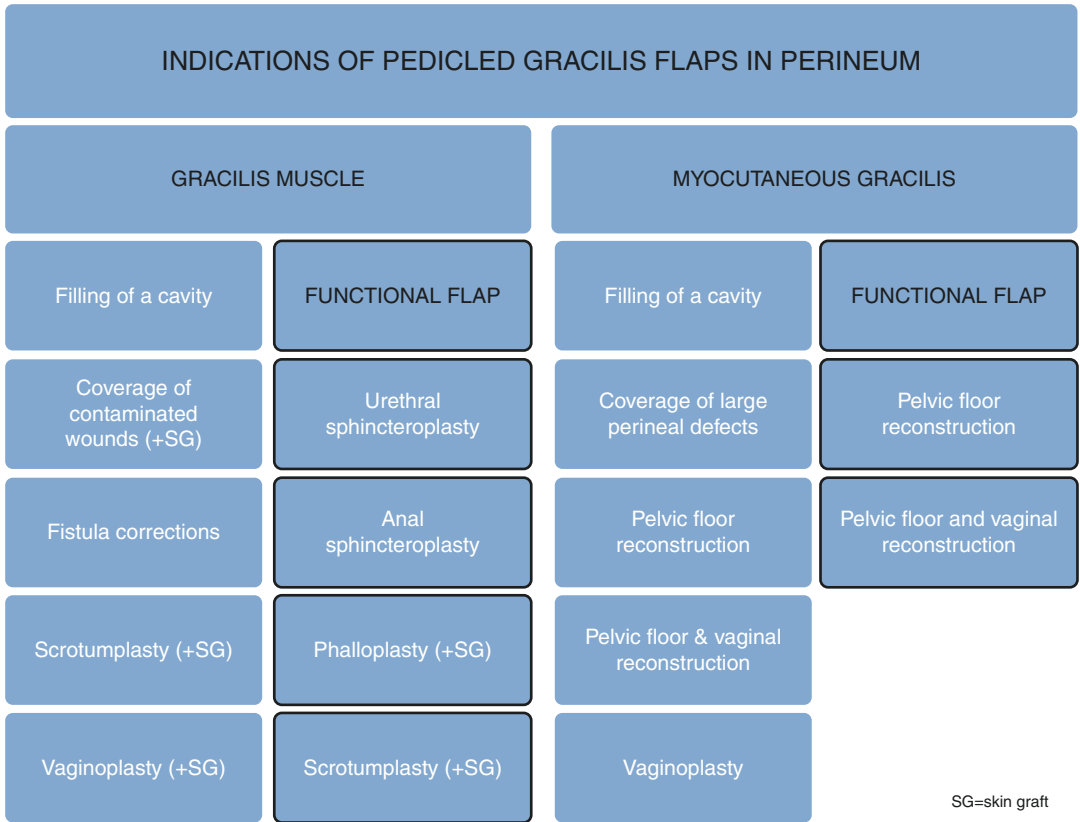 INDICATIONS OF PEDICLED GRACILIS FLAPS IN PERINEUM
GRACILIS MUSCLE
MYOCUTANEOUS GRACILIS
Filling of a cavity
FUNCTIONAL FLAP
Filling of a cavity
FUNCTIONAL FLAP
Coverage of
contaminated
wounds (+SG)
Urethral
sphincteroplasty
Coverage of large
perineal defects
Pelvic floor
reconstruction
Fistula corrections
Anal
sphincteroplasty
Pelvic floor
reconstruction
Pelvic floor and vaginal
reconstruction
Scrotumplasty (+SG)
Phalloplasty (+SG)
Pelvic floor & vaginal
reconstruction
Vaginoplasty (+SG)
Scrotumplasty (+SG)
Vaginoplasty
SG=skin graft